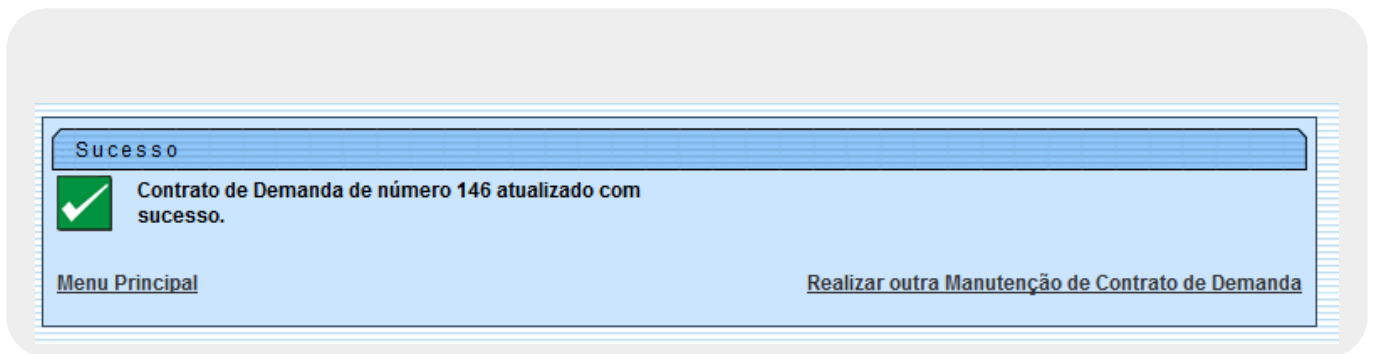 Sucesso
Contrato de Demanda de número 146 atualizado com
sucesso.
Menu Principal
Realizar outra Manutenção de Contrato de Demanda